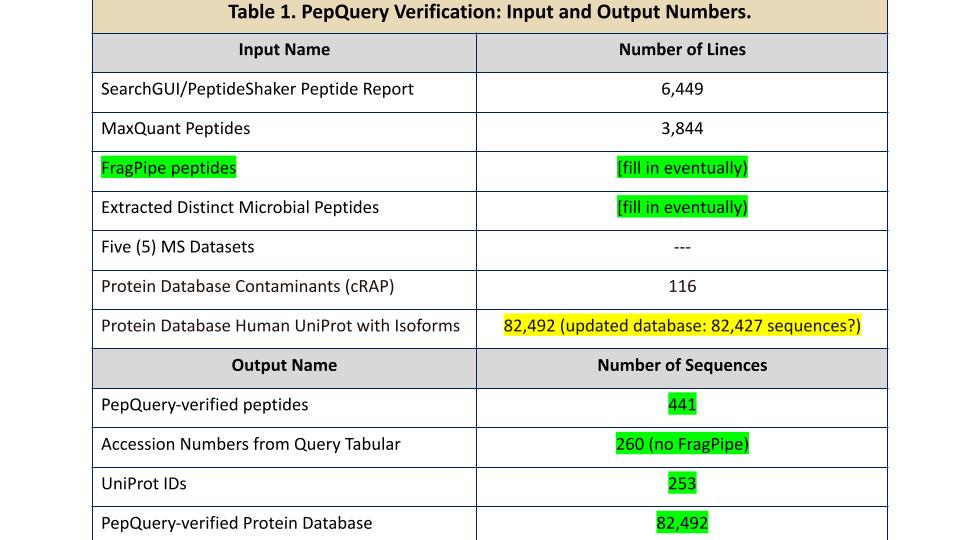 Table 1. PepQuery Verification: Input and Output Numbers.
Input Name Number of Lines
SearchGUI/PeptideShaker Peptide Report 6,449
MaxQuant Peptides 3,844
FragPipe peptides [fill in eventually)
Extracted Distinct Microbial Peptides [fill in eventually)
Five (5) MS Datasets ---
Protein Database Contaminants (cRAP) 116
Protein Database Human UniProt with Isoforms 82,492 (updated database: 82,427 sequences?)
Output Name Number of Sequences
PepQuery-verified peptides 441
Accession Numbers from Query Tabular 260 (no FragPipe)
UniProt IDs 253
PepQuery-verified Protein Database 82,492